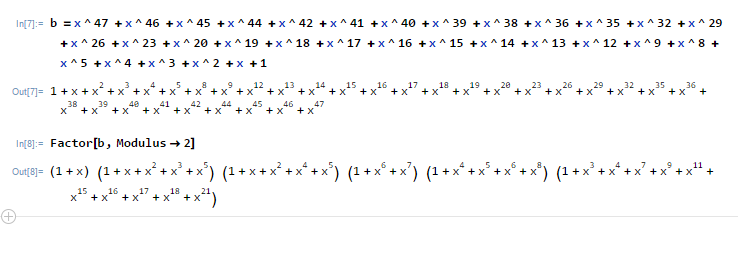 In[7]:= b = x^47 + x^46 + x^45 + x^44 + x^42 + x^41 + x^40 + x^39 + x^38 + x^36 + x^35 + x^32 + x^29
+ x^26 + x^23 + x^20 + x^19 + x^18 + x^17 + x^16 + x^15 + x^14 + x^13 + x^12 + x^9 + x^8 +
x^5 + x^4 + x^3 + x^2 + x + 1
Out[7]= 1 + x + x² + x³ + x⁴ + x⁵ + x⁸ + x⁹ + x¹² + x¹³ + x¹⁴ + x¹⁵ + x¹⁶ + x¹⁷ + x¹⁸ + x¹⁹ + x²⁰ + x²³ + x²⁶ + x²⁹ + x³² + x³⁵ + x³⁶ +
x³⁸ + x³⁹ + x⁴⁰ + x⁴¹ + x⁴² + x⁴⁴ + x⁴⁵ + x⁴⁶ + x⁴⁷
In[8]:= Factor[b, Modulus → 2]
Out[8]= (1 + x) (1 + x + x² + x³ + x⁵) (1 + x + x² + x⁴ + x⁵) (1 + x⁶ + x⁷) (1 + x⁴ + x⁵ + x⁶ + x⁸) (1 + x³ + x⁴ + x⁷ + x⁹ + x¹¹ +
x¹⁵ + x¹⁶ + x¹⁷ + x¹⁸ + x²¹)